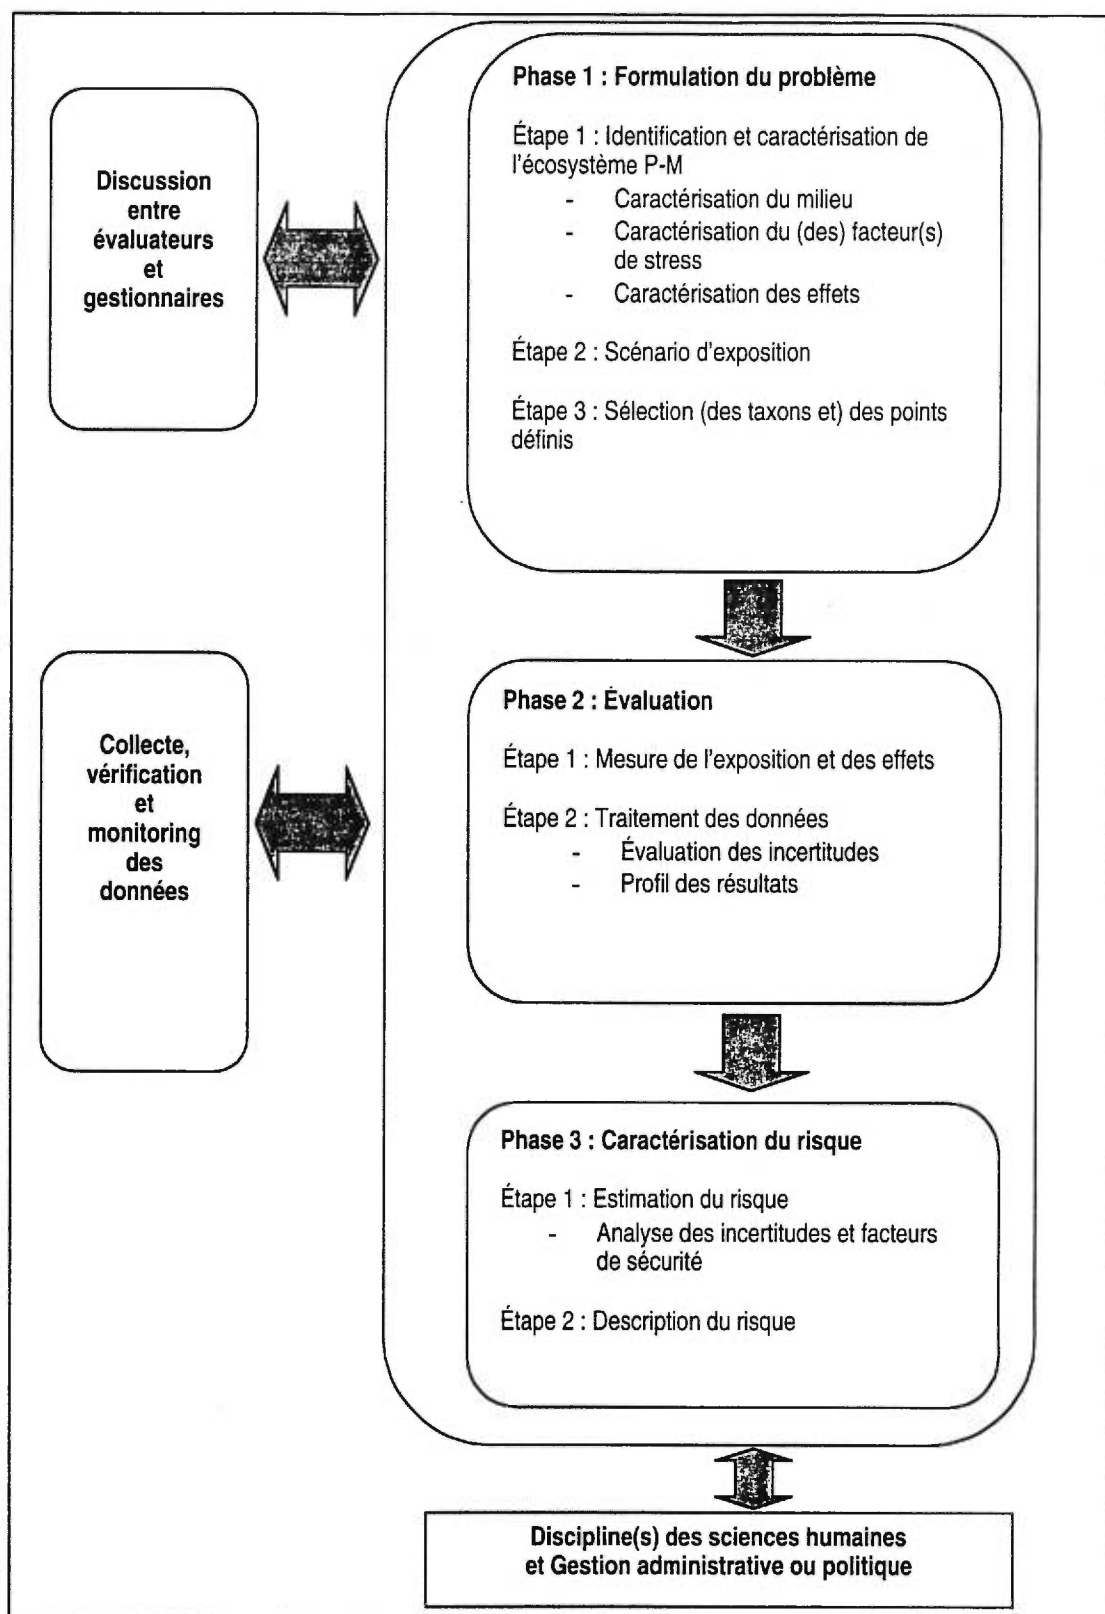 Phase 1 : Formulation du problème
Étape 1 : Identification et caractérisation de
l'écosystème P-M
- Caractérisation du milieu
- Caractérisation du (des) facteur(s)
de stress
- Caractérisation des effets
Étape 2 : Scénario d'exposition
Étape 3 : Sélection (des taxons et) des points
définis
Discussion
entre
évaluateurs
et
gestionnaires
Phase 2 : Évaluation
Étape 1 : Mesure de l'exposition et des effets
Étape 2 : Traitement des données
- Évaluation des incertitudes
- Profil des résultats
Collecte,
vérification
et
monitoring
des
données
Phase 3 : Caractérisation du risque
Étape 1 : Estimation du risque
- Analyse des incertitudes et facteurs
de sécurité
Étape 2 : Description du risque
Discipline(s) des sciences humaines
et Gestion administrative ou politique